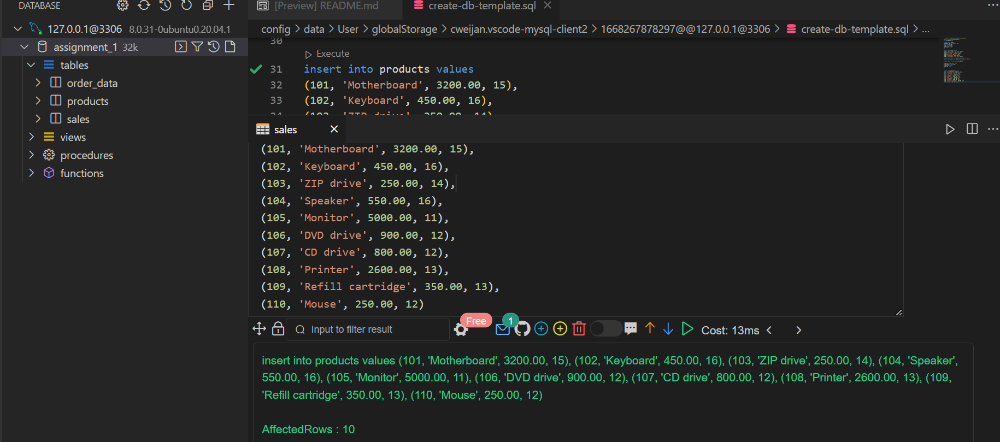 DATABASE
127.0.0.1@3306 8.0.31-0ubuntu0.20.04.1
assignment_1 32k
tables
order_data
products
sales
views
procedures
functions
[Preview] README.md
create-db-template.sql
config > data > User > globalStorage > cweijan.vscode-mysql-client2 > 1668267878297@@127.0.0.1@3306 > create-db-template.sql > ...
30
Execute
31 insert into products values
32 (101, 'Motherboard', 3200.00, 15),
33 (102, 'Keyboard', 450.00, 16),
34 (103, 'ZIP drive', 250.00, 14)
sales
(101, 'Motherboard', 3200.00, 15),
(102, 'Keyboard', 450.00, 16),
(103, 'ZIP drive', 250.00, 14),
(104, 'Speaker', 550.00, 16),
(105, 'Monitor', 5000.00, 11),
(106, 'DVD drive', 900.00, 12),
(107, 'CD drive', 800.00, 12),
(108, 'Printer', 2600.00, 13),
(109, 'Refill cartridge', 350.00, 13),
(110, 'Mouse', 250.00, 12)
Input to filter result
Free
1
Cost: 13ms
insert into products values (101, 'Motherboard', 3200.00, 15), (102, 'Keyboard', 450.00, 16), (103, 'ZIP drive', 250.00, 14), (104, 'Speaker',
550.00, 16), (105, 'Monitor', 5000.00, 11), (106, 'DVD drive', 900.00, 12), (107, 'CD drive', 800.00, 12), (108, 'Printer', 2600.00, 13), (109,
'Refill cartridge', 350.00, 13), (110, 'Mouse', 250.00, 12)
AffectedRows : 10